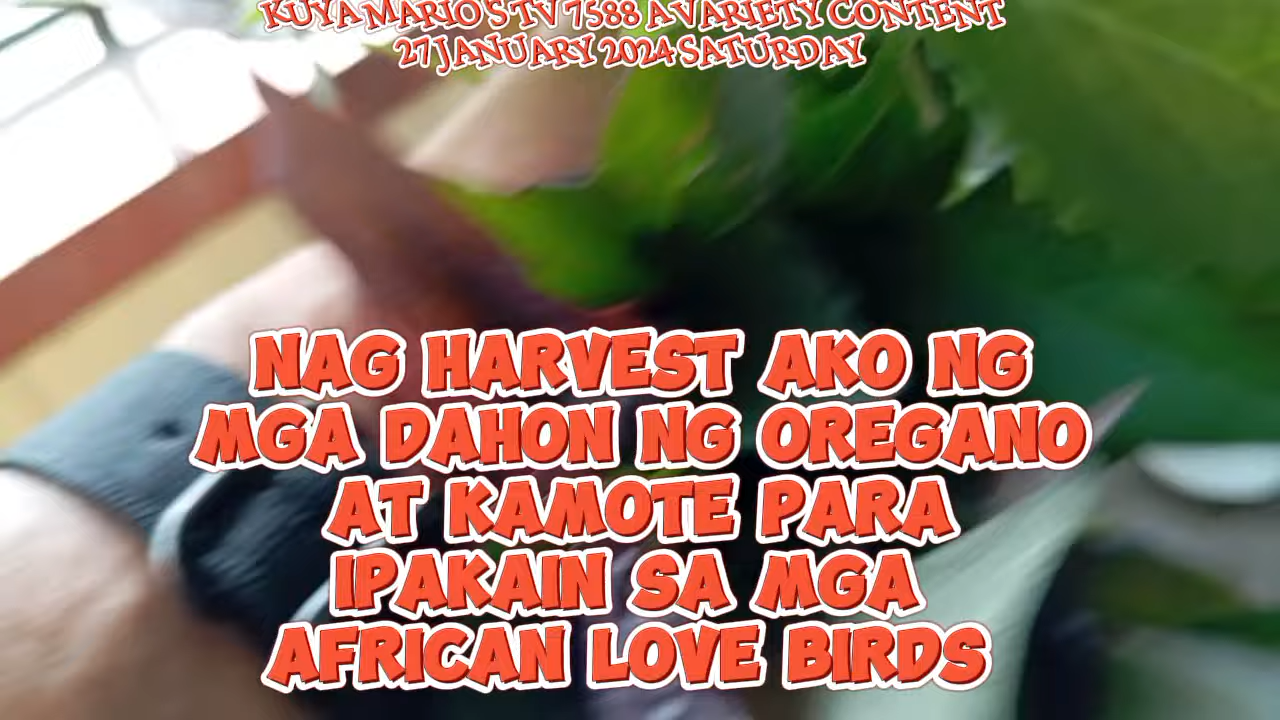 KUYA MARIO'S TV 7588 A VARIETY CONTENT
27 JANUARY 2024 SATURDAY
NAG HARVEST AKO NG
MGA DAHON NG OREGANO
AT KAMOTE PARA
IPAKAIN SA MGA
AFRICAN LOVE BIRDS